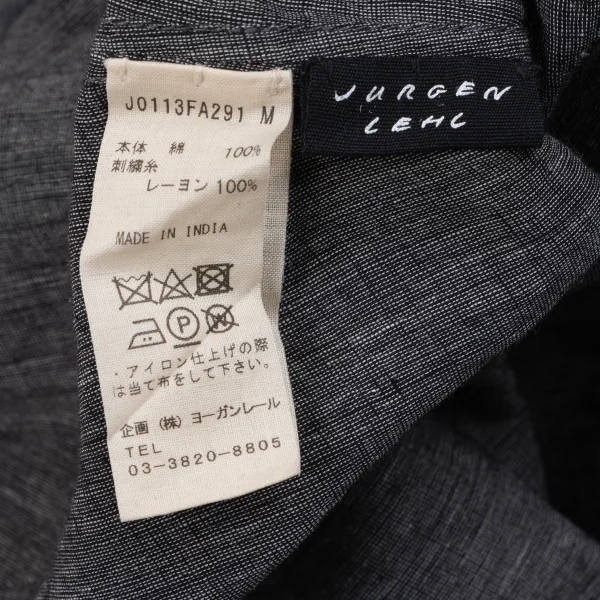 J0113FA291 M
本体 綿 100%
刺繍糸
レーヨン 100%
MADE IN INDIA
P
W
・アイロン仕上げの際
は当て布をして下さい。
企画 (株) ヨーガンレール
TEL
03-3820-8805
JURGEN
LEHL